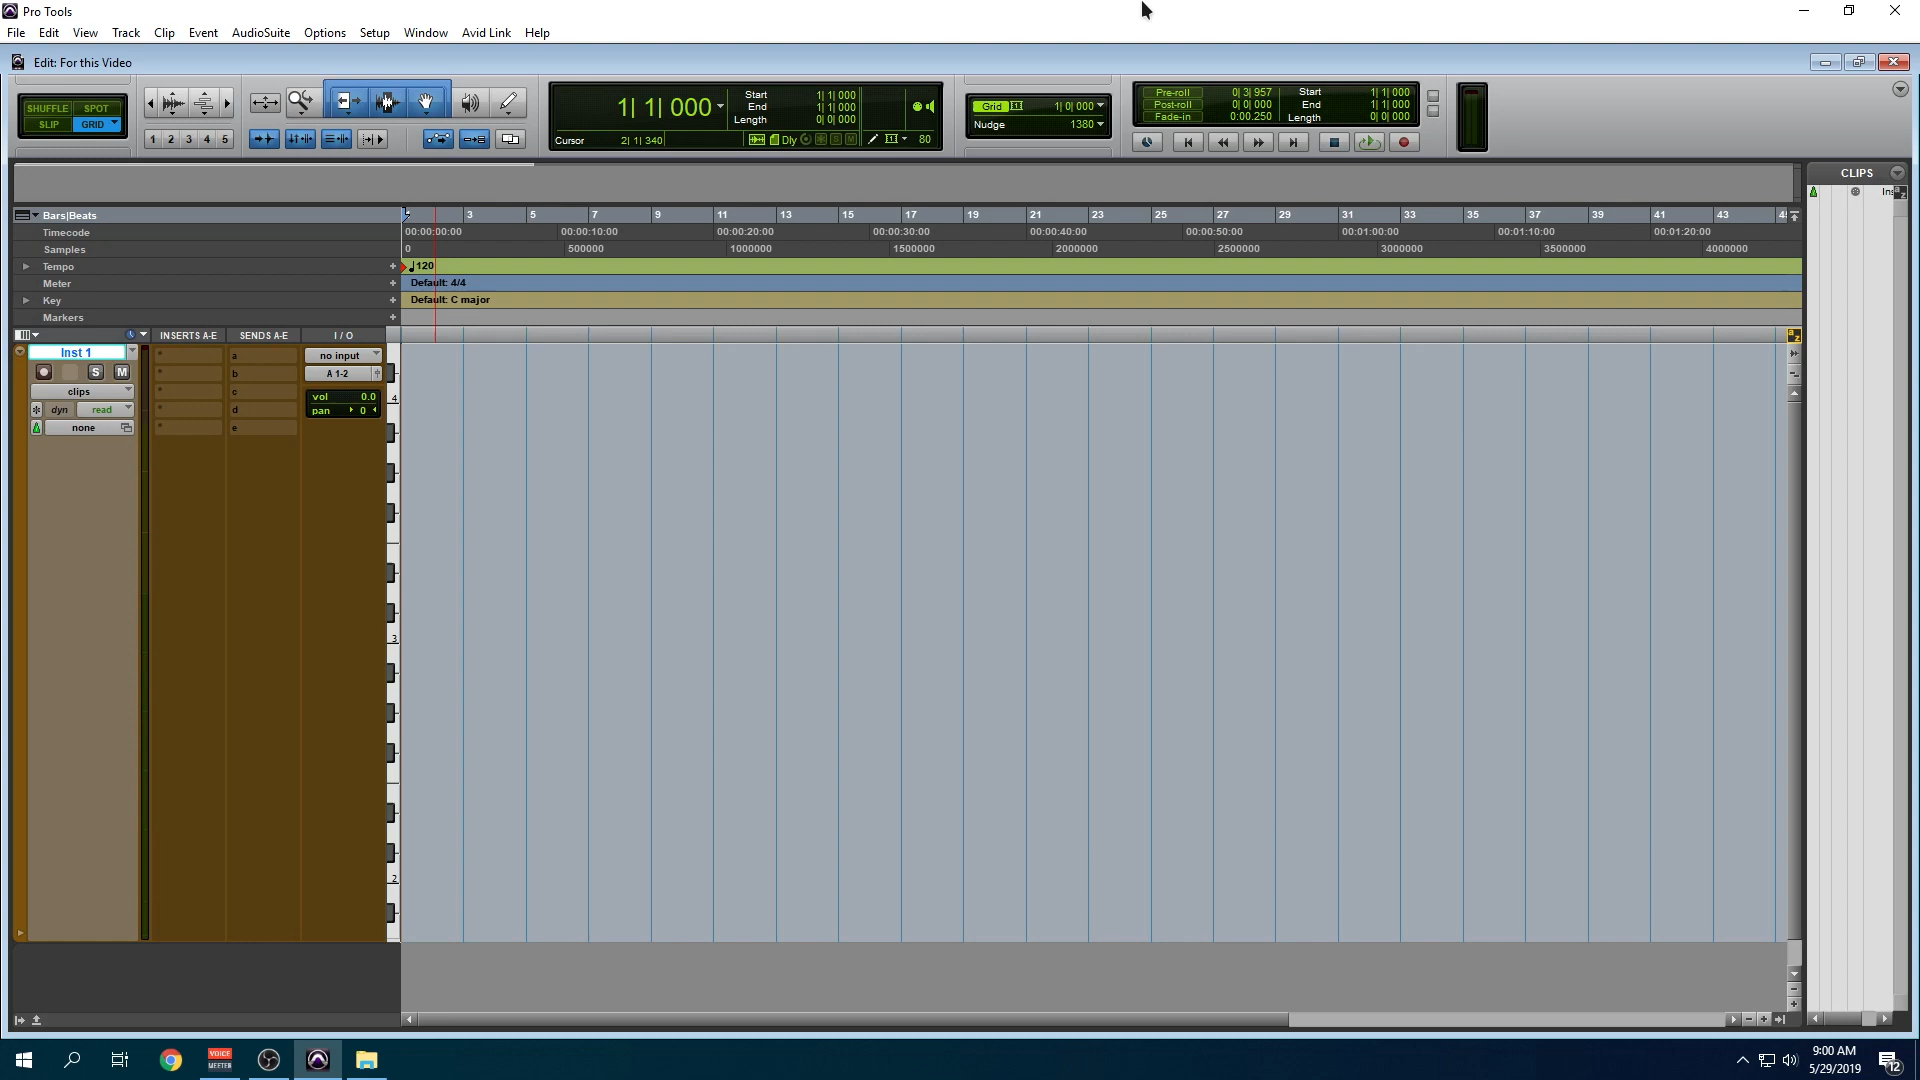 Pro Tools
File Edit View Track Clip Event AudioSuite Options Setup Window Avid Link Help
Edit: For this Video
SHUFFLE SPOT
SLIP GRID
1 2 3 4 5
1| 1| 000
Start 1| 1| 000
End 1| 1| 000
Length 0| 0| 000
Cursor 2| 1| 340
Dly S M 80
Grid 1| 0| 000
Nudge 1380
Pre-roll 0| 3| 957
Post-roll 0| 0| 000
Fade-in 0:00.250
Start 1| 1| 000
End 1| 1| 000
Length 0| 0| 000
CLIPS
Ins
Bars|Beats 3 5 7 9 11 13 15 17 19 21 23 25 27 29 31 33 35 37 39 41 43
Timecode 00:00:00:00 00:00:10:00 00:00:20:00 00:00:30:00 00:00:40:00 00:00:50:00 00:01:00:00 00:01:10:00 00:01:20:00
Samples 0 500000 1000000 1500000 2000000 2500000 3000000 3500000 4000000
Tempo + 120
Meter + Default: 4/4
Key + Default: C major
Markers +
INSERTS A-E SENDS A-E I / O
Inst 1 a no input
S M b A 1-2
clips c vol 0.0
dyn read d pan 0
none e
4
3
2
VOICE
MEETER
9:00 AM
5/29/2019
12